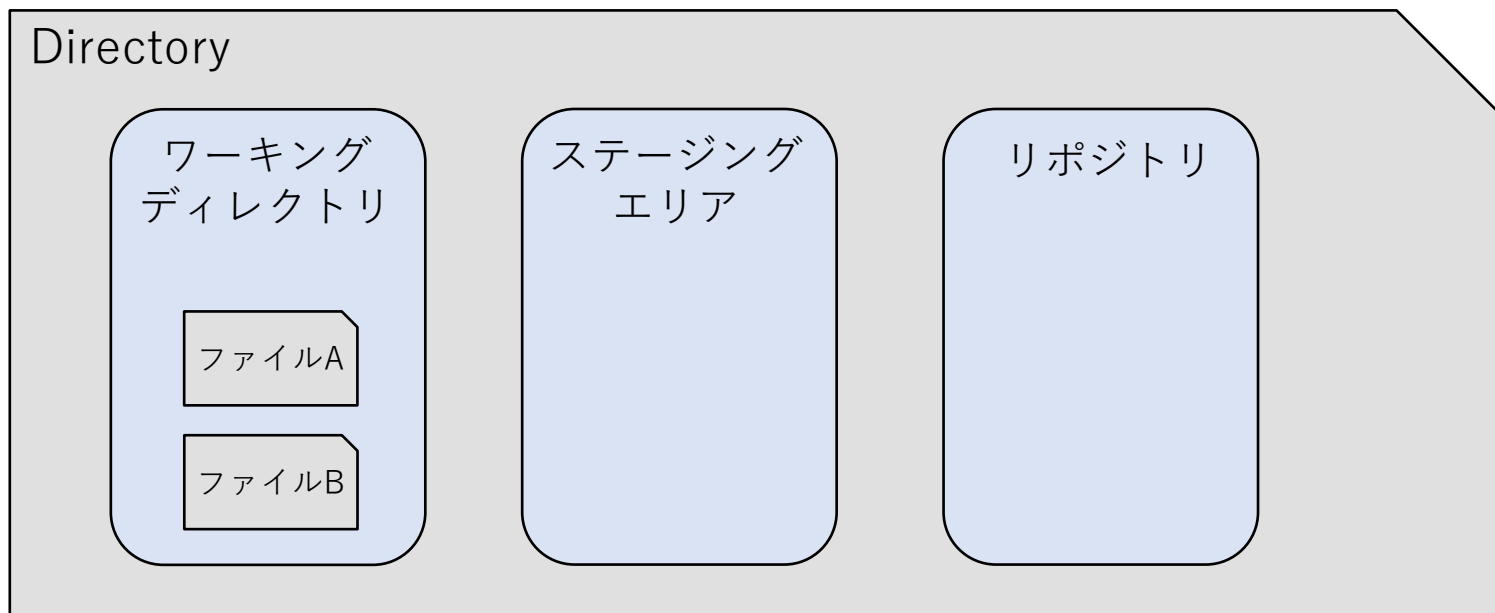 Directory
ワーキング
ディレクトリ
ステージング
エリア
リポジトリ
ファイルA
ファイルB